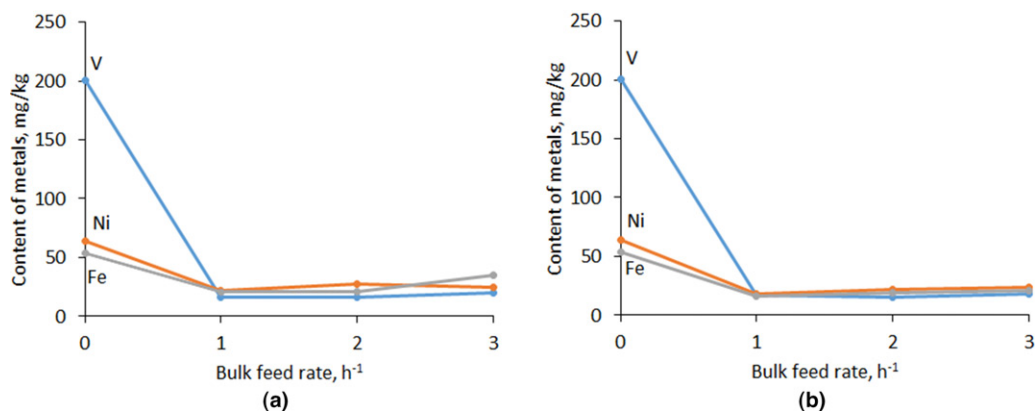 250
200
150
100
50
0
Content of metals, mg/kg
V
Ni
Fe
0 1 2 3
Bulk feed rate, h⁻¹
(a)
250
200
150
100
50
0
Content of metals, mg/kg
V
Ni
Fe
0 1 2 3
Bulk feed rate, h⁻¹
(b)